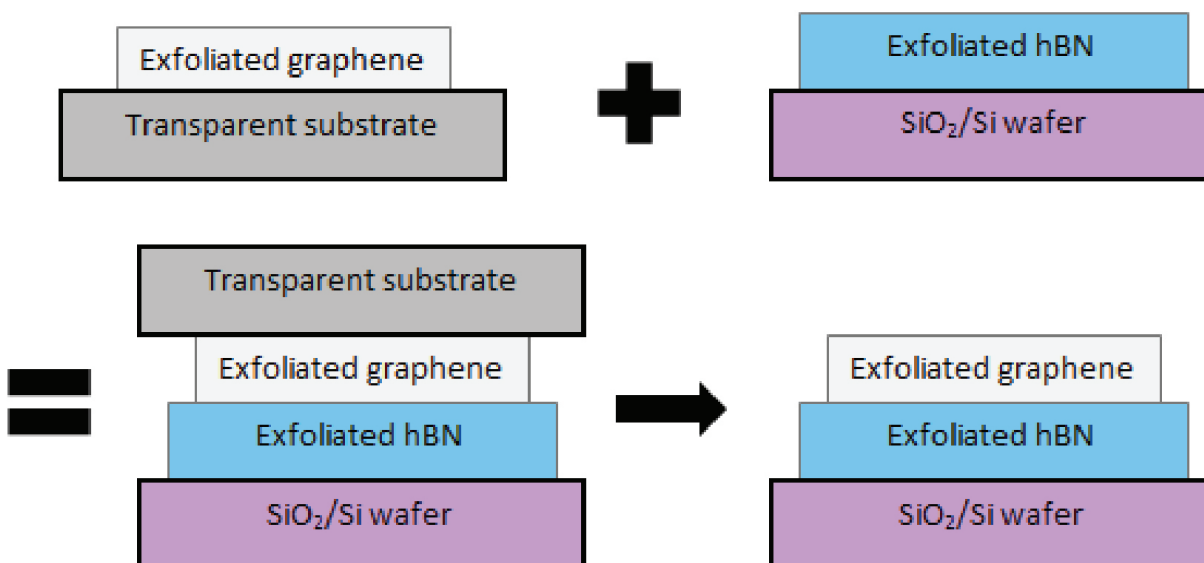 Exfoliated graphene
Transparent substrate
Exfoliated hBN
SiO₂/Si wafer
Transparent substrate
Exfoliated graphene
Exfoliated hBN
SiO₂/Si wafer
Exfoliated graphene
Exfoliated hBN
SiO₂/Si wafer